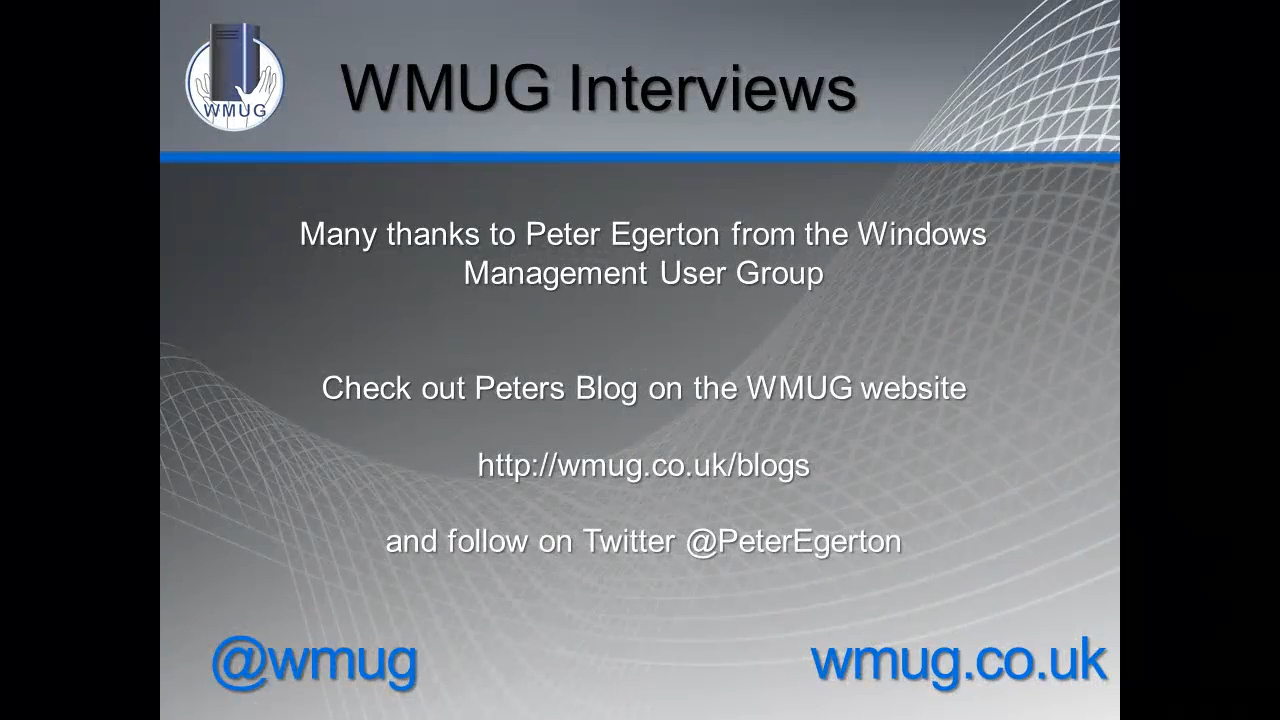 WMUG
WMUG Interviews
Many thanks to Peter Egerton from the Windows
Management User Group
Check out Peters Blog on the WMUG website
http://wmug.co.uk/blogs
and follow on Twitter @PeterEgerton
@wmug
wmug.co.uk